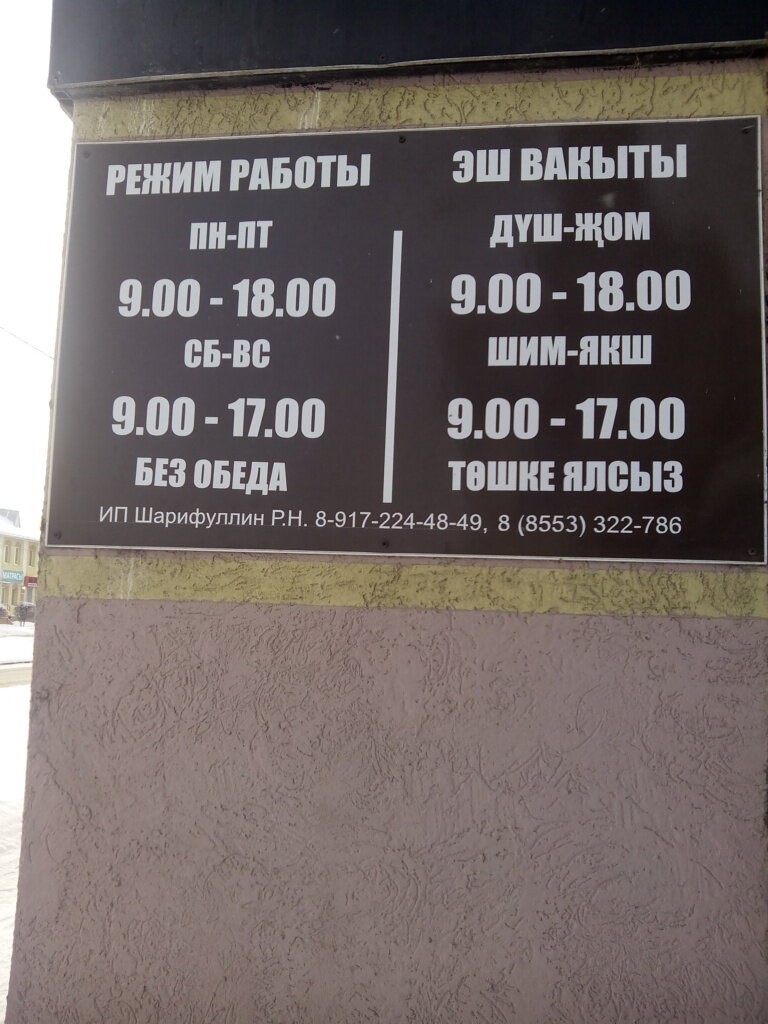 РЕЖИМ РАБОТЫ
ПН-ПТ
9.00 - 18.00
СБ-ВС
9.00 - 17.00
БЕЗ ОБЕДА
ЭШ ВАКЫТЫ
ДҮШ-ҖОМ
9.00 - 18.00
ШИМ-ЯКШ
9.00 - 17.00
ТӨШКЕ ЯЛСЫЗ
ИП Шарифуллин Р.Н. 8-917-224-48-49, 8 (8553) 322-786
МАТРАСЫ